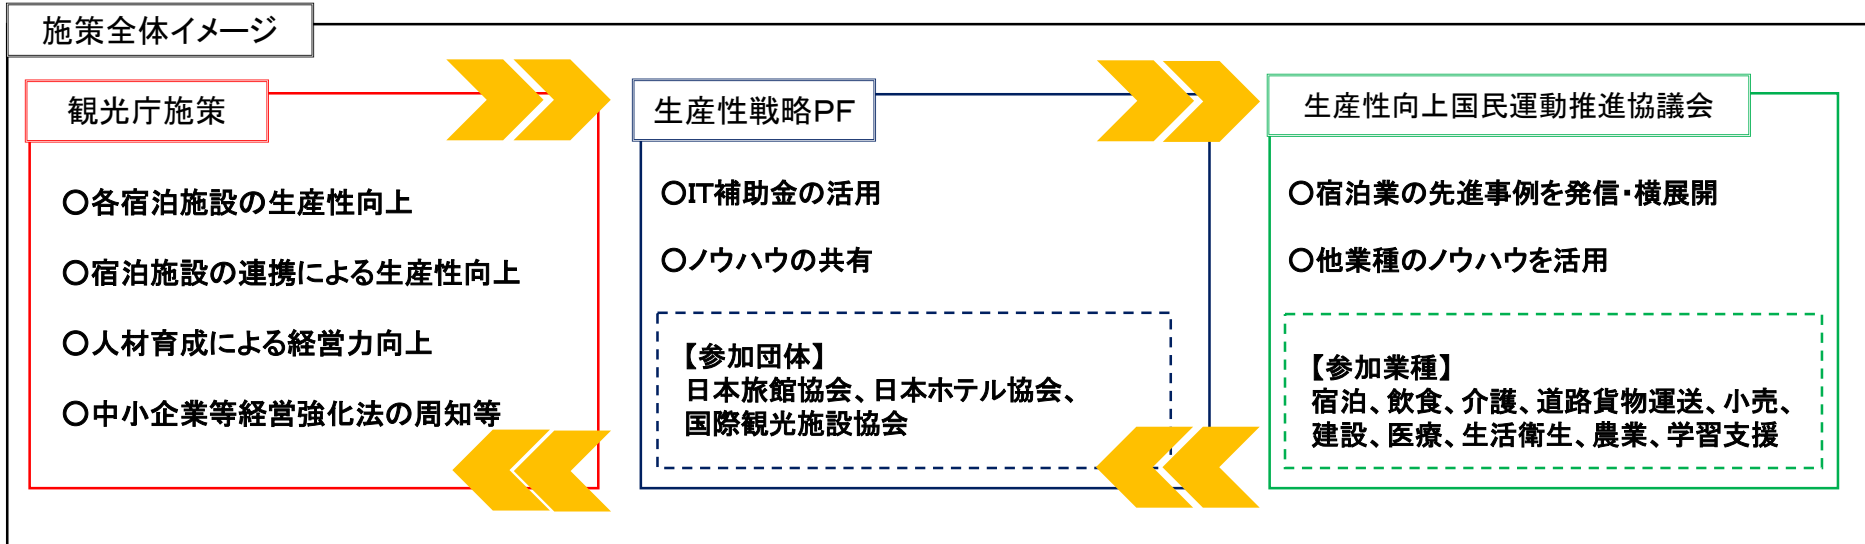 施策全体イメージ
観光庁施策
○各宿泊施設の生産性向上
○宿泊施設の連携による生産性向上
○人材育成による経営力向上
○中小企業等経営強化法の周知等
生産性戦略PF
○IT補助金の活用
○ノウハウの共有
【参加団体】
日本旅館協会、日本ホテル協会、
国際観光施設協会
生産性向上国民運動推進協議会
○宿泊業の先進事例を発信・横展開
○他業種のノウハウを活用
【参加業種】
宿泊、飲食、介護、道路貨物運送、小売、
建設、医療、生活衛生、農業、学習支援